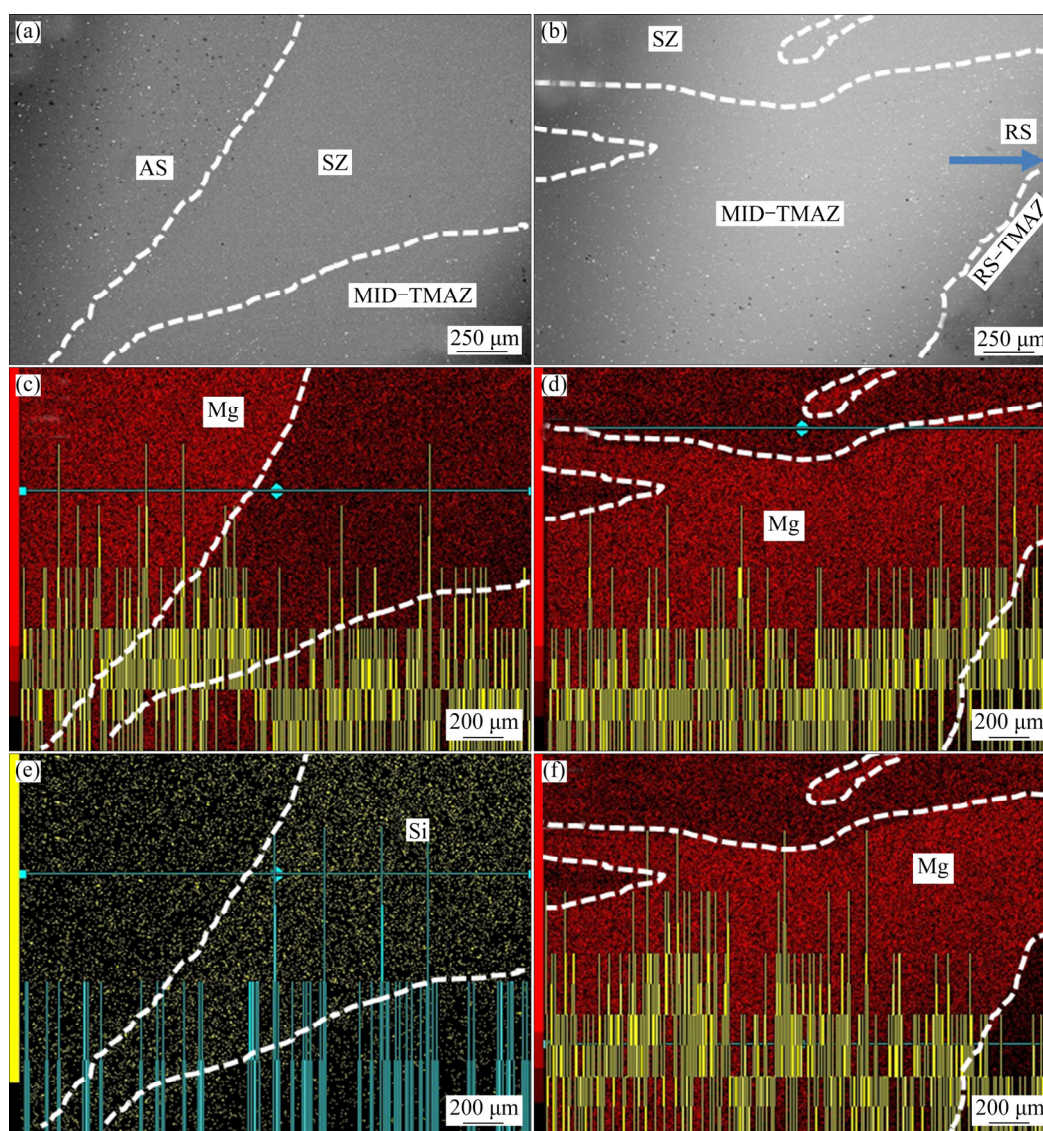 (a)
AS
SZ
MID-TMAZ
250 μm
(b)
SZ
RS
MID-TMAZ
RS-TMAZ
250 μm
(c)
Mg
200 μm
(d)
Mg
200 μm
(e)
Si
200 μm
(f)
Mg
200 μm